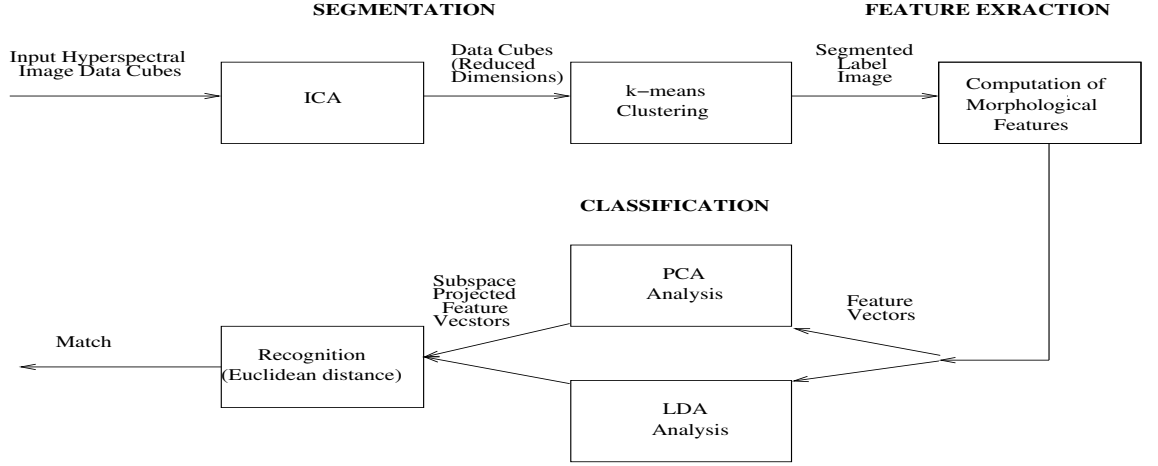 SEGMENTATION
FEATURE EXRACTION
Input Hyperspectral
Image Data Cubes
ICA
Data Cubes
(Reduced
Dimensions)
k−means
Clustering
Segmented
Label
Image
Computation of
Morphological
Features
CLASSIFICATION
PCA
Analysis
Feature
Vectors
LDA
Analysis
Subspace
Projected
Feature
Vecstors
Recognition
(Euclidean distance)
Match